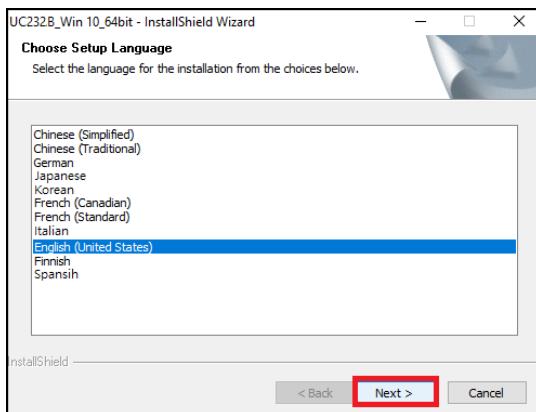 UC232B_Win 10_64bit - InstallShield Wizard
Choose Setup Language
Select the language for the installation from the choices below.
Chinese (Simplified)
Chinese (Traditional)
German
Japanese
Korean
French (Canadian)
French (Standard)
Italian
English (United States)
Finnish
Spansih
InstallShield
< Back Next > Cancel